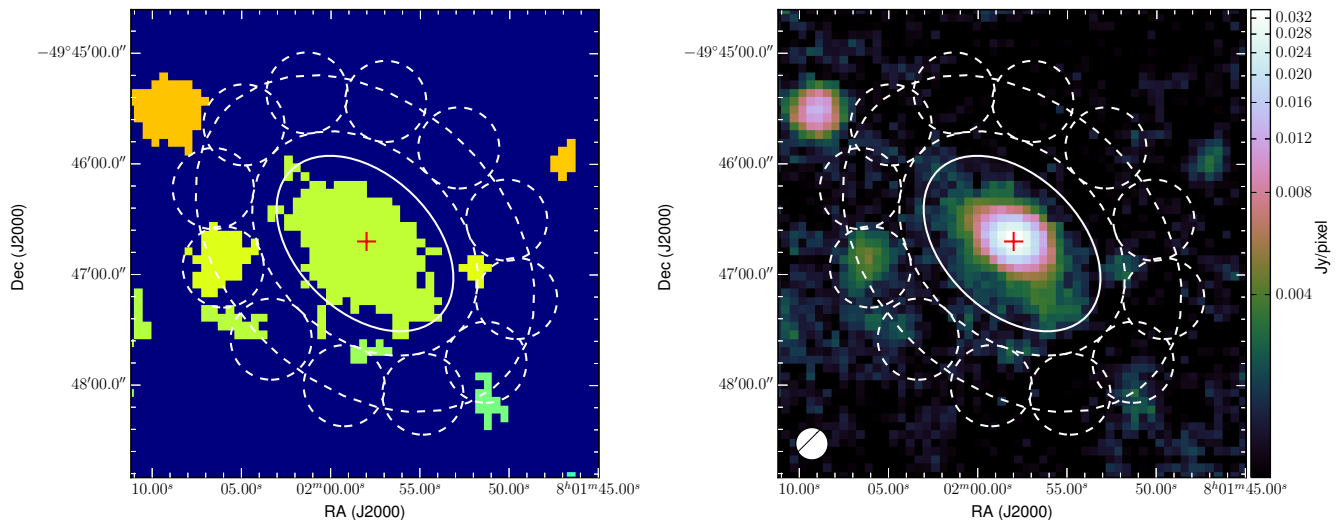 −49°45′00.0″
46′00.0″
47′00.0″
48′00.0″
Dec (J2000)
10.00ˢ 05.00ˢ 02ᵐ00.00ˢ 55.00ˢ 50.00ˢ 8ʰ01ᵐ45.00ˢ
RA (J2000)
−49°45′00.0″
46′00.0″
47′00.0″
48′00.0″
Dec (J2000)
10.00ˢ 05.00ˢ 02ᵐ00.00ˢ 55.00ˢ 50.00ˢ 8ʰ01ᵐ45.00ˢ
RA (J2000)
0.032
0.028
0.024
0.020
0.016
0.012
0.008
0.004
Jy/pixel